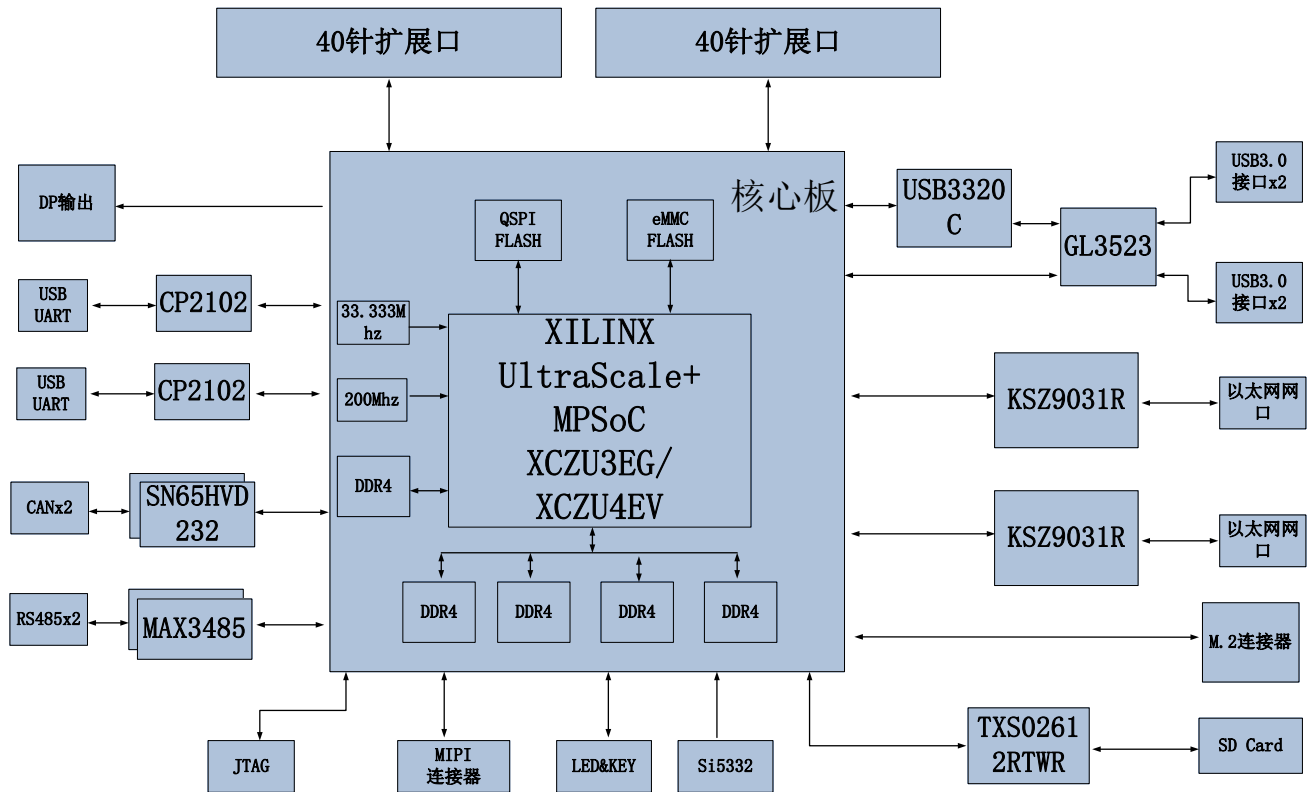 40针扩展口
40针扩展口
DP输出
核心板
USB3320
C
USB3.0
接口x2
GL3523
USB3.0
接口x2
QSPI
FLASH
eMMC
FLASH
USB
UART
CP2102
33.333M
hz
XILINX
UltraScale+
MPSoC
XCZU3EG/
XCZU4EV
USB
UART
CP2102
200Mhz
KSZ9031R
以太网网
口
CANx2
SN65HVD
232
DDR4
KSZ9031R
以太网网
口
RS485x2
MAX3485
DDR4
DDR4
DDR4
DDR4
M.2连接器
JTAG
MIPI
连接器
LED&KEY
Si5332
TXS0261
2RTWR
SD Card